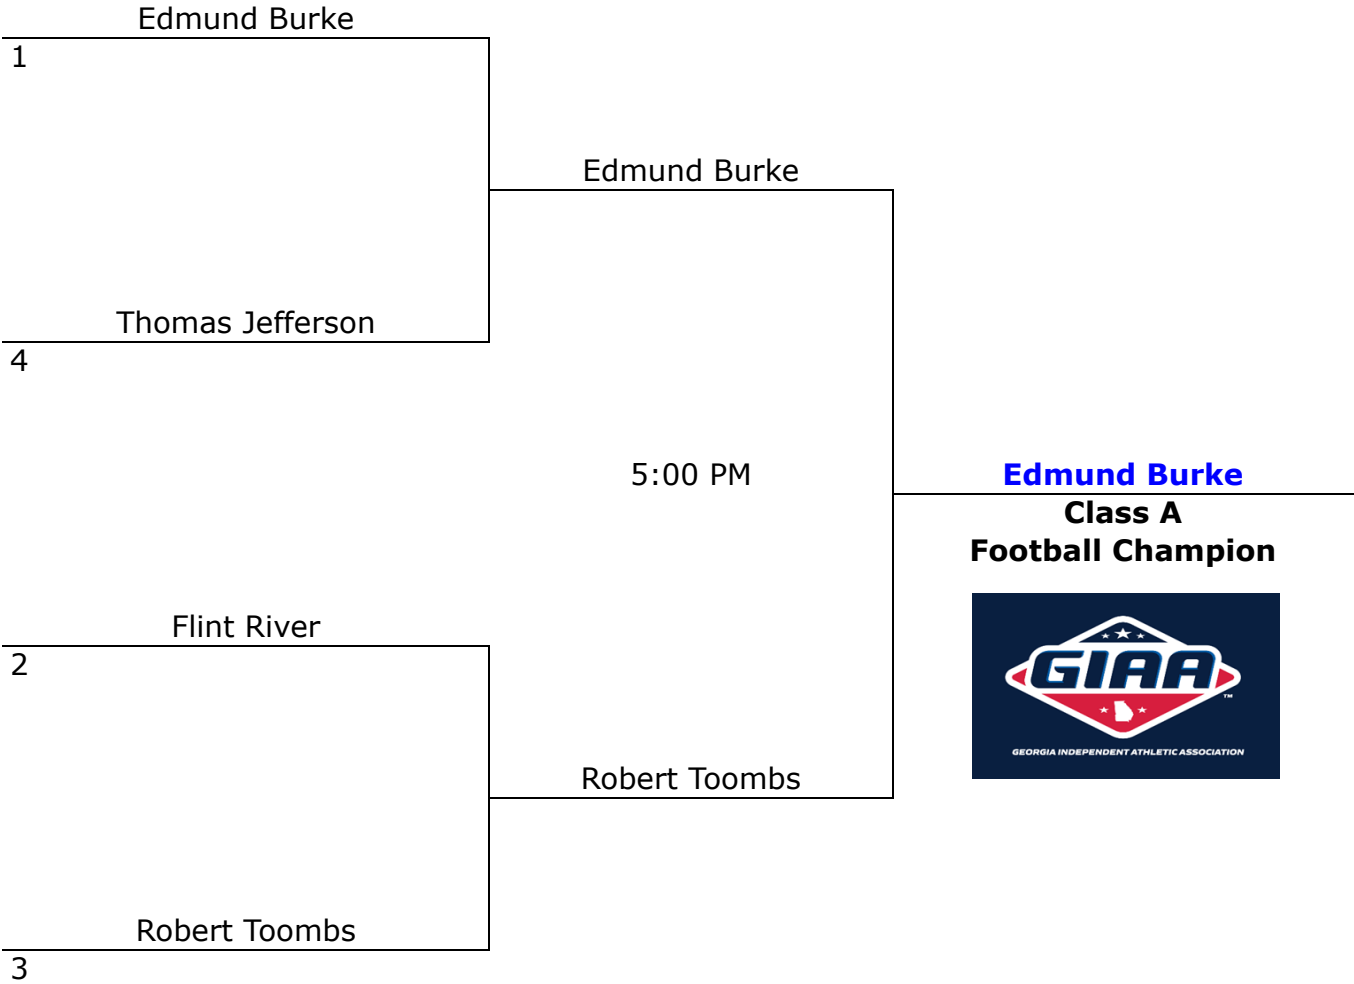 Edmund Burke
1
Edmund Burke
Thomas Jefferson
4
5:00 PM
Edmund Burke
Class A
Football Champion
Flint River
2
GIAA
TM
GEORGIA INDEPENDENT ATHLETIC ASSOCIATION
Robert Toombs
Robert Toombs
3